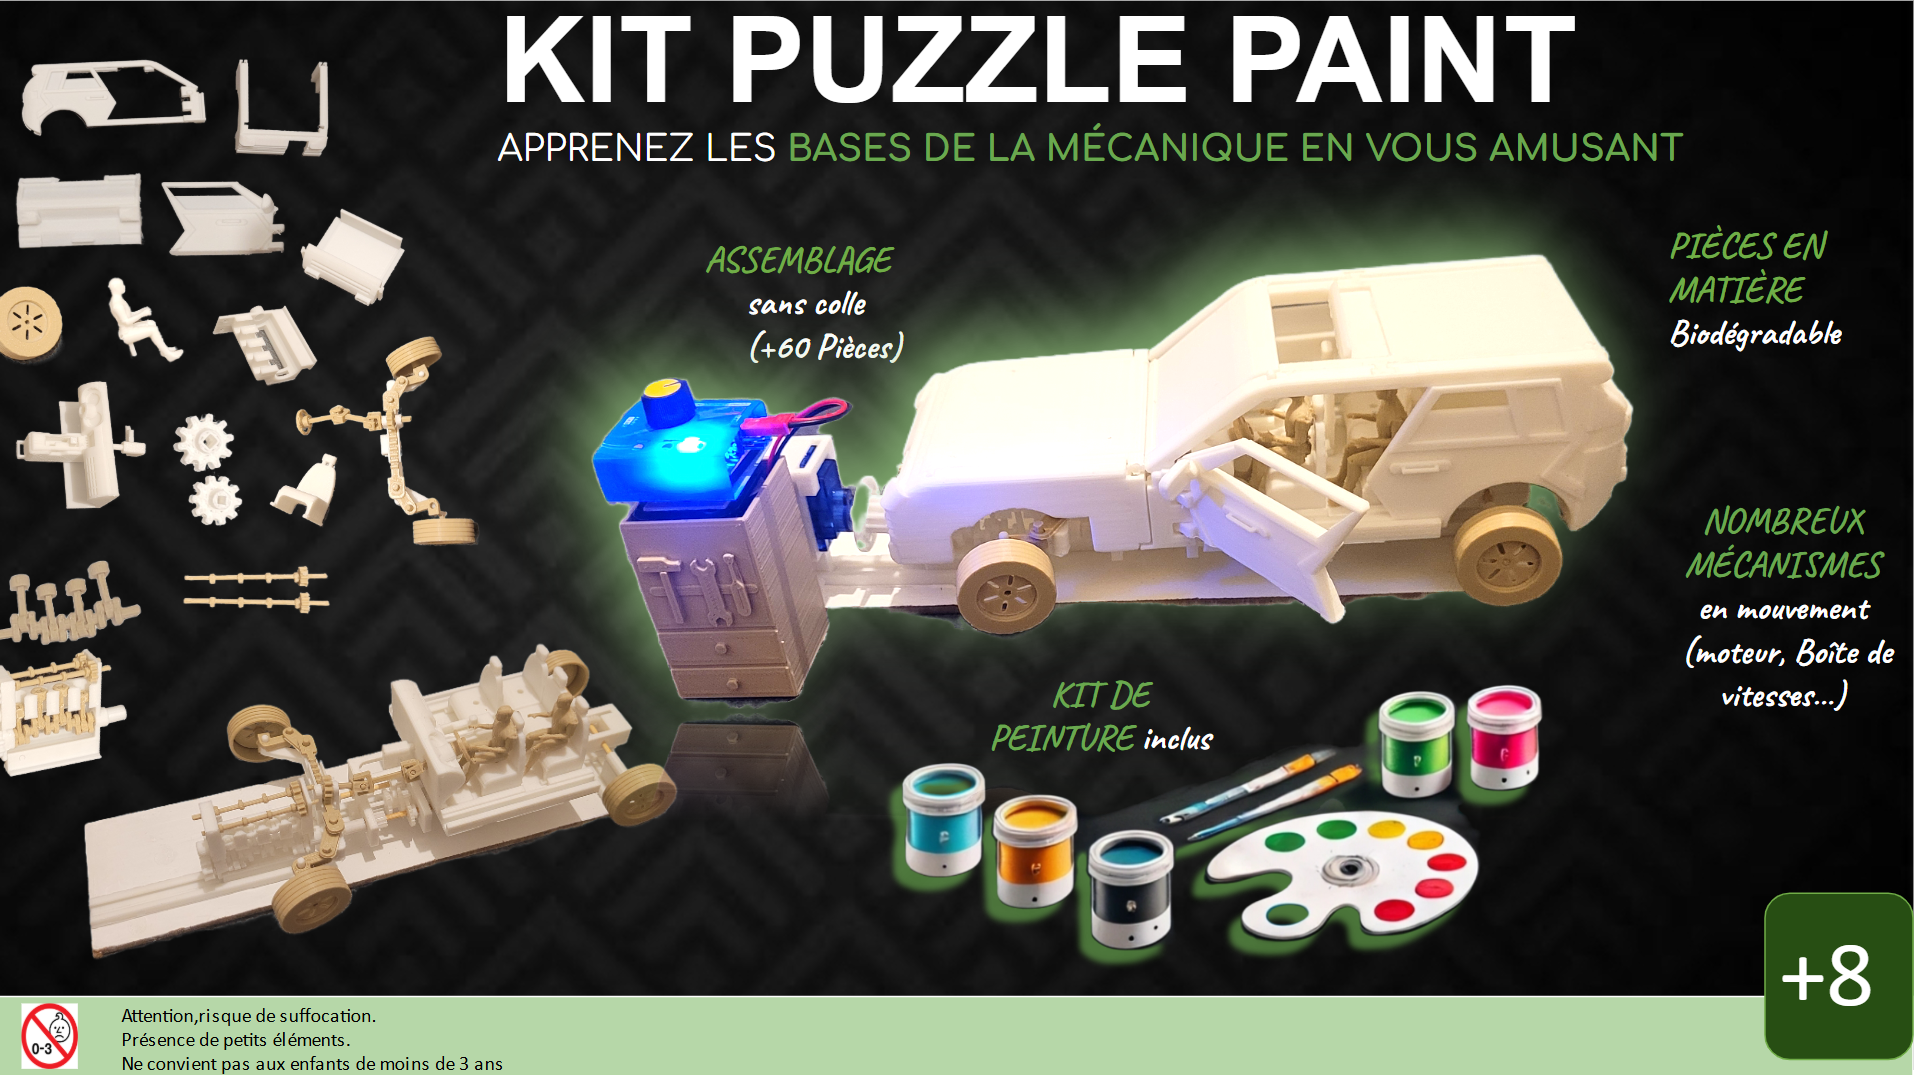 KIT PUZZLE PAINT
APPRENEZ LES BASES DE LA MÉCANIQUE EN VOUS AMUSANT
ASSEMBLAGE
sans colle
(+60 Pièces)
PIÈCES EN
MATIÈRE
Biodégradable
NOMBREUX
MÉCANISMES
en mouvement
(moteur, Boîte de
vitesses...)
KIT DE
PEINTURE inclus
+8
0-3
Attention,risque de suffocation.
Présence de petits éléments.
Ne convient pas aux enfants de moins de 3 ans